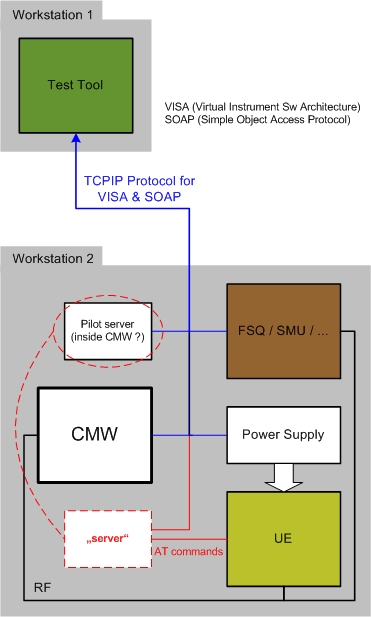 Workstation 1
Test Tool
VISA (Virtual Instrument Sw Architecture)
SOAP (Simple Object Access Protocol)
TCPIP Protocol for
VISA & SOAP
Workstation 2
Pilot server
(inside CMW ?)
FSQ / SMU / ...
CMW
Power Supply
„server“
AT commands
UE
RF